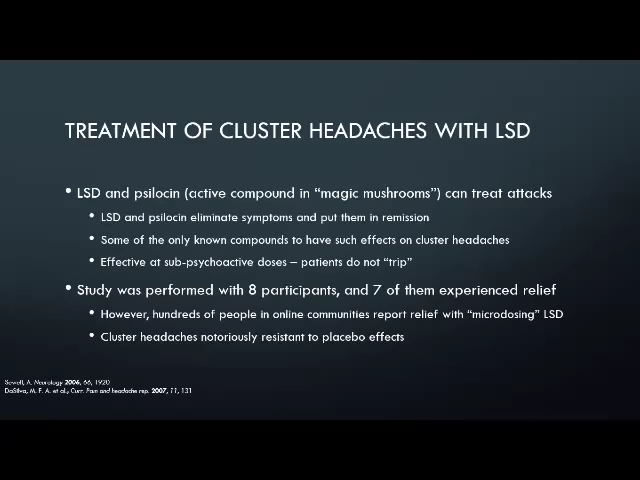 TREATMENT OF CLUSTER HEADACHES WITH LSD
• LSD and psilocin (active compound in “magic mushrooms”) can treat attacks
• LSD and psilocin eliminate symptoms and put them in remission
• Some of the only known compounds to have such effects on cluster headaches
• Effective at sub-psychoactive doses – patients do not “trip”
• Study was performed with 8 participants, and 7 of them experienced relief
• However, hundreds of people in online communities report relief with “microdosing” LSD
• Cluster headaches notoriously resistant to placebo effects
Sewell, A. Neurology 2006, 66, 1920
DaSilva, M. F. A. et al.; Curr. Pain and headache rep. 2007, 11, 131